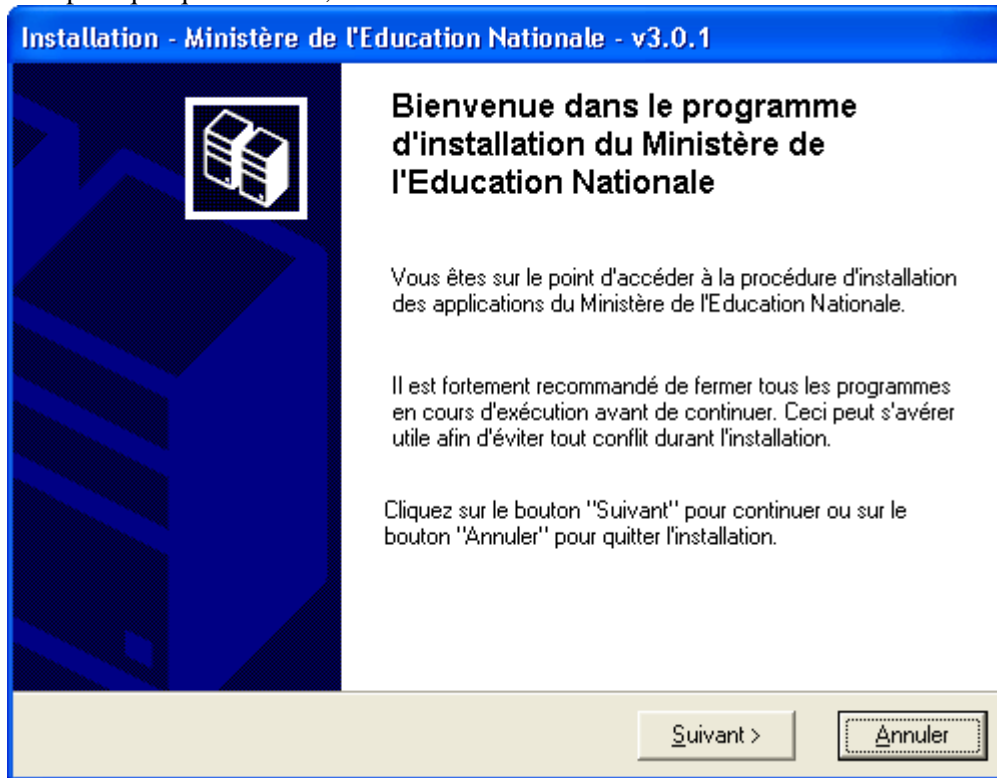 Installation - Ministère de l'Education Nationale - v3.0.1
Bienvenue dans le programme
d'installation du Ministère de
l'Education Nationale
Vous êtes sur le point d'accéder à la procédure d'installation
des applications du Ministère de l'Education Nationale.
Il est fortement recommandé de fermer tous les programmes
en cours d'exécution avant de continuer. Ceci peut s'avérer
utile afin d'éviter tout conflit durant l'installation.
Cliquez sur le bouton "Suivant" pour continuer ou sur le
bouton "Annuler" pour quitter l'installation.
Suivant > Annuler